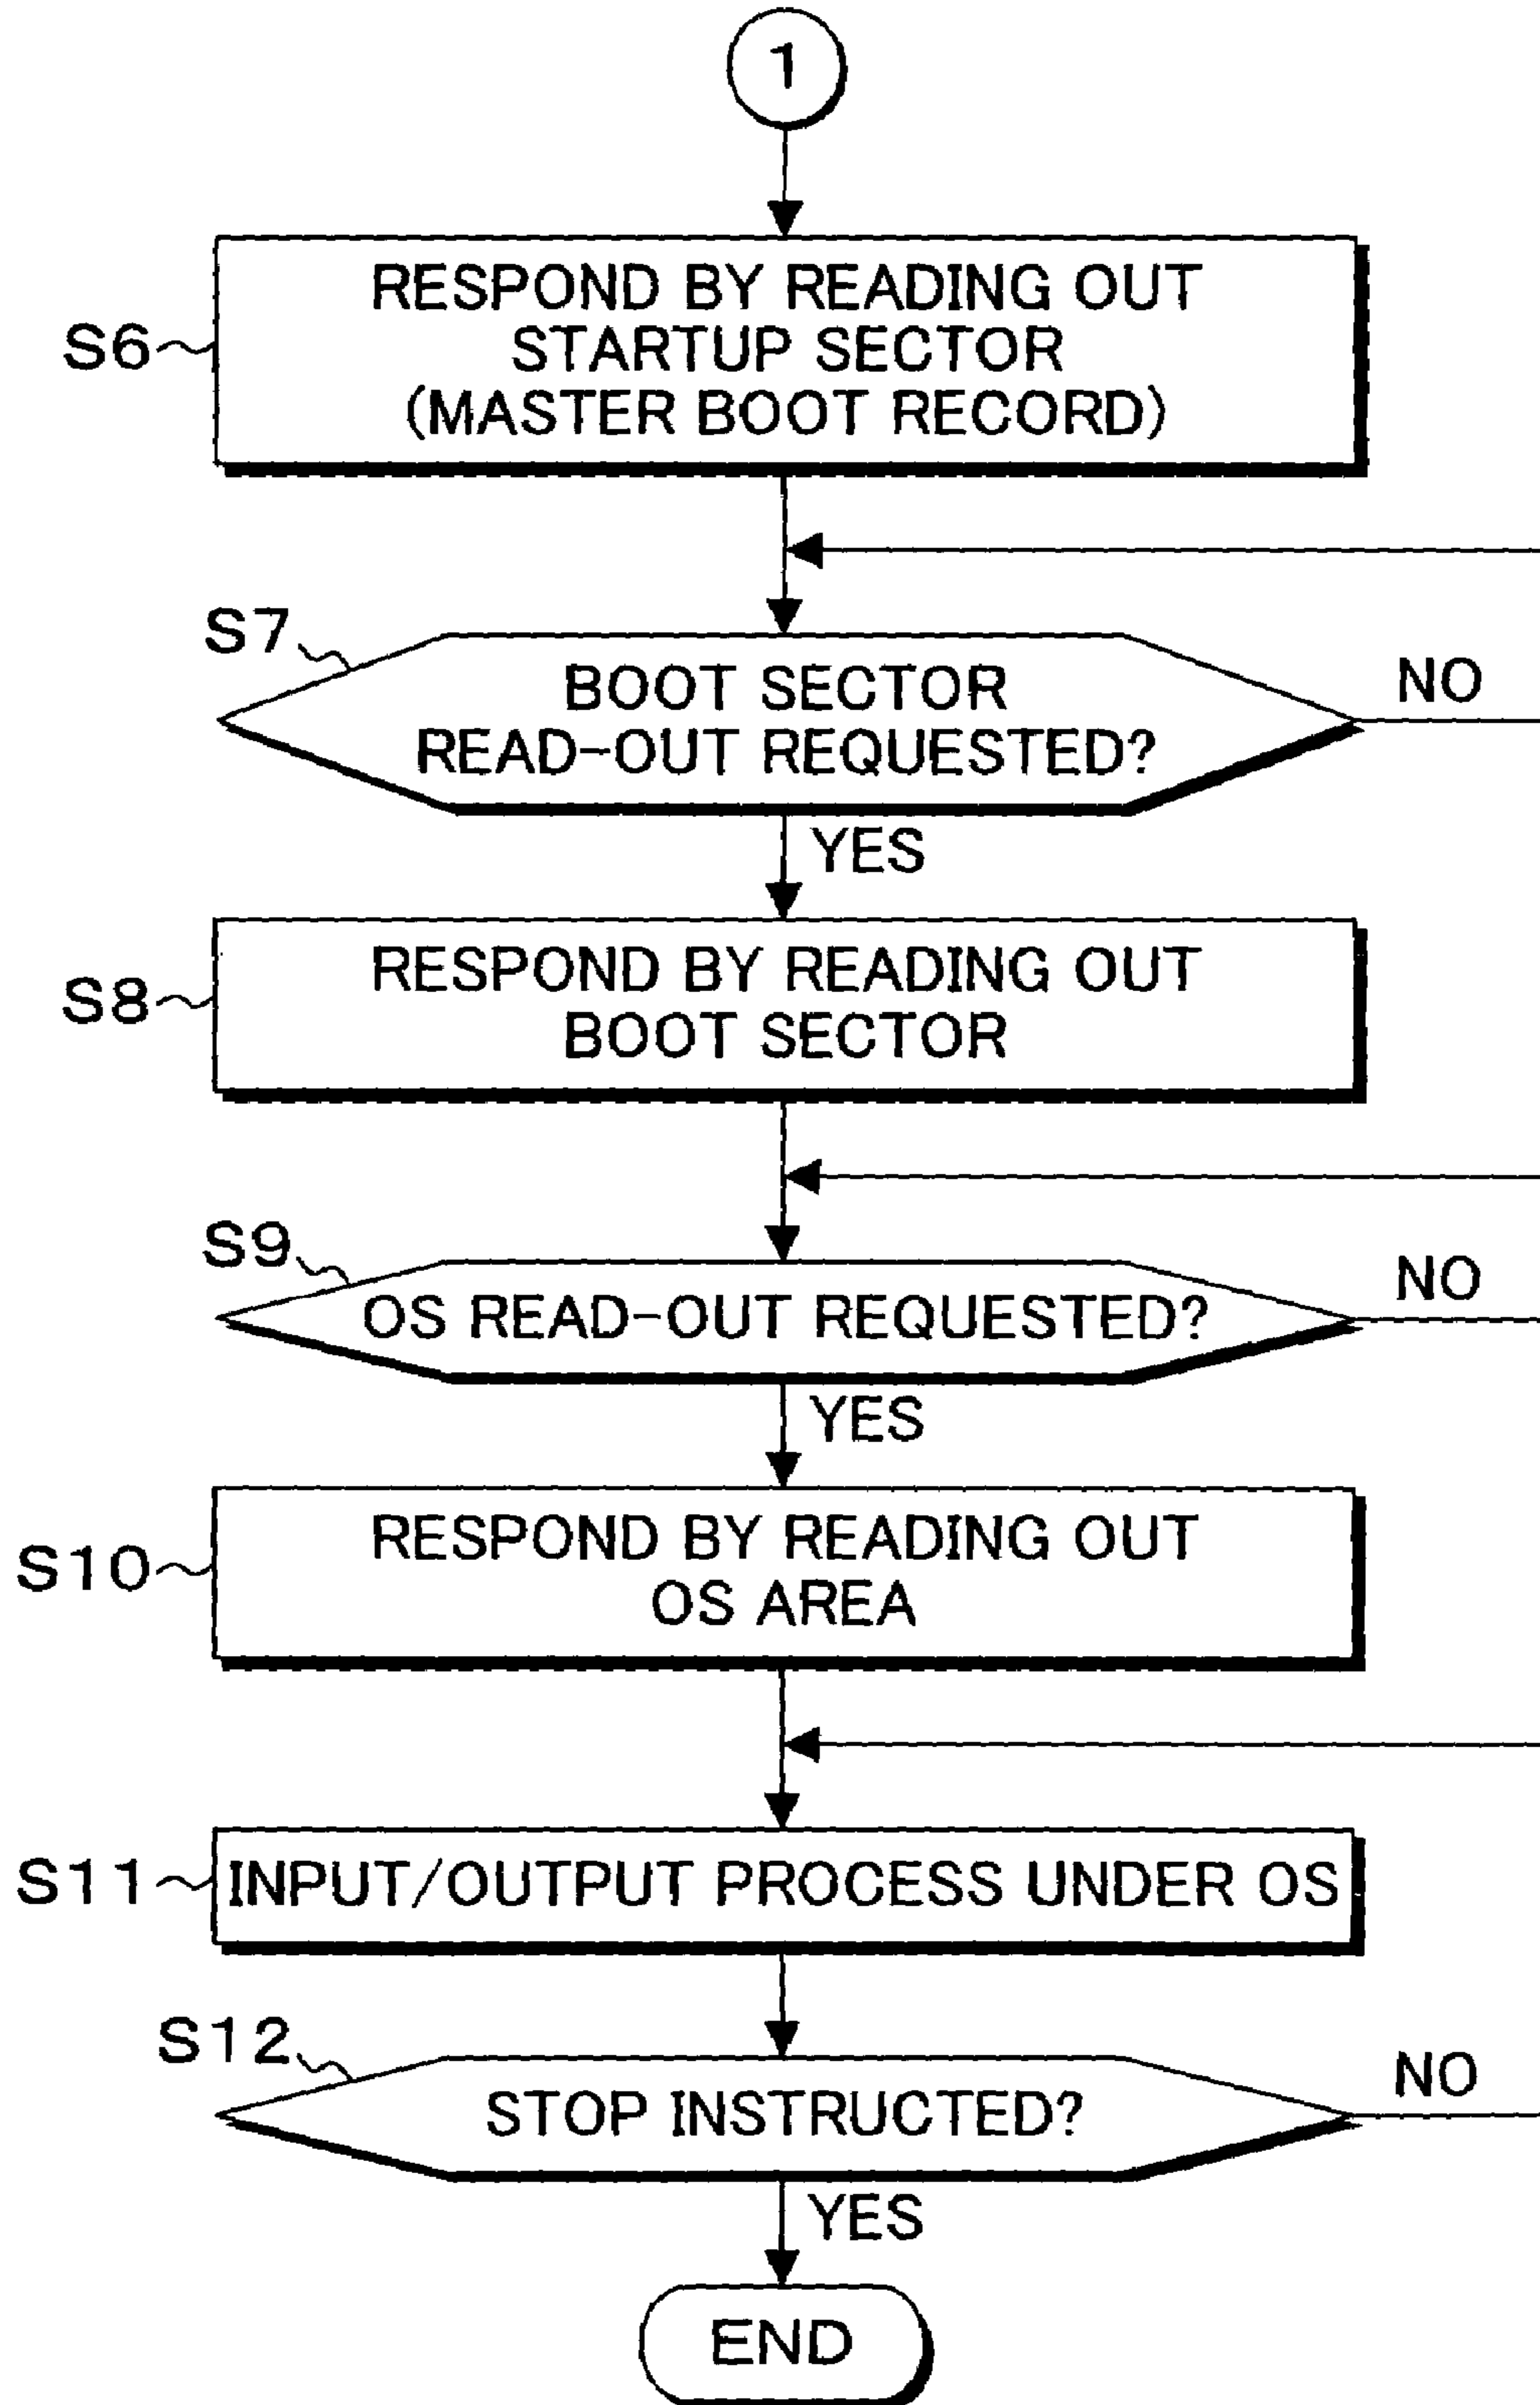 1
RESPOND BY READING OUT
STARTUP SECTOR
S6
(MASTER BOOT RECORD)
S7
BOOT SECTOR
NO
READ-OUT REQUESTED?
YES
RESPOND BY READING OUT
S8
BOOT SECTOR
S9
NO
OS READ-OUT REQUESTED?
YES
RESPOND BY READING OUT
S10
OS AREA
S11
INPUT/OUTPUT PROCESS UNDER OS
S12
NO
STOP INSTRUCTED?
YES
END